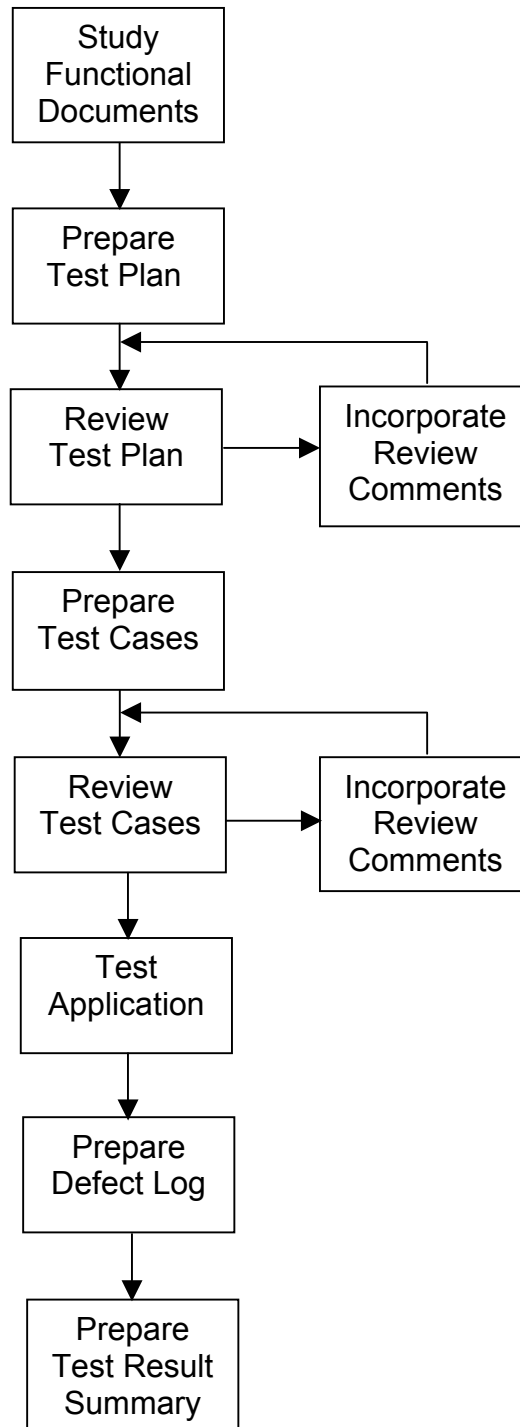 Study
Functional
Documents
Prepare
Test Plan
Review
Test Plan
Incorporate
Review
Comments
Prepare
Test Cases
Review
Test Cases
Incorporate
Review
Comments
Test
Application
Prepare
Defect Log
Prepare
Test Result
Summary